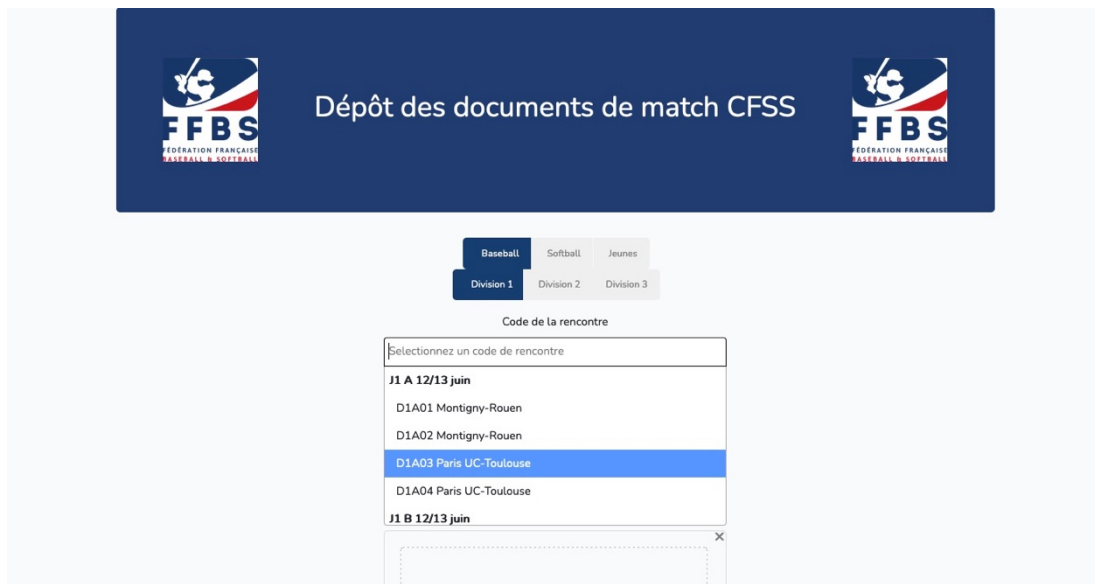 FFBS
FÉDÉRATION FRANÇAISE
BASEBALL & SOFTBALL
Dépôt des documents de match CFSS
FFBS
FÉDÉRATION FRANÇAISE
BASEBALL & SOFTBALL
Baseball Softball Jeunes
Division 1 Division 2 Division 3
Code de la rencontre
Selectionnez un code de rencontre
J1 A 12/13 juin
D1A01 Montigny-Rouen
D1A02 Montigny-Rouen
D1A03 Paris UC-Toulouse
D1A04 Paris UC-Toulouse
J1 B 12/13 juin